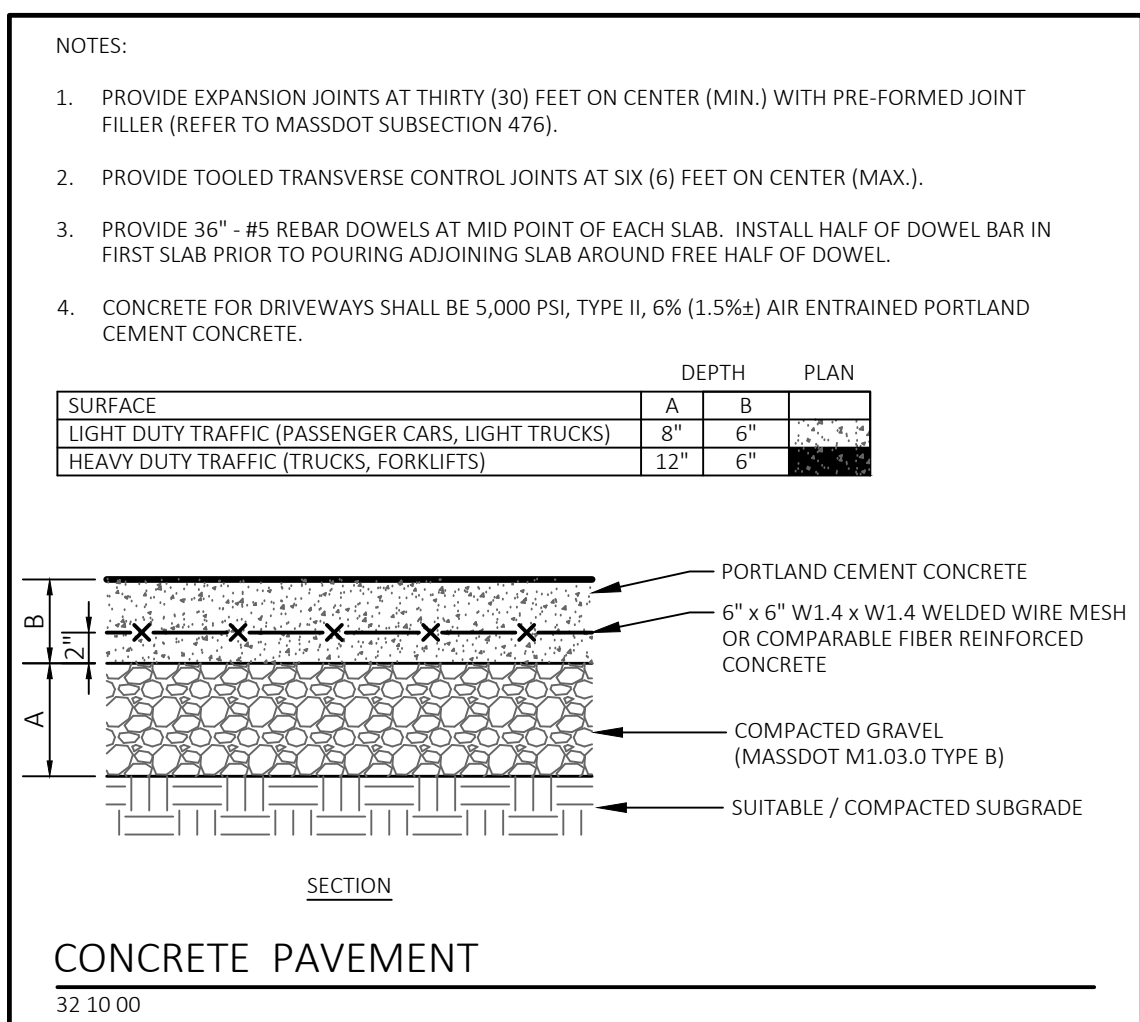 NOTES:
1. PROVIDE EXPANSION JOINTS AT THIRTY (30) FEET ON CENTER (MIN.) WITH PRE-FORMED JOINT
FILLER (REFER TO MASSDOT SUBSECTION 476).
2. PROVIDE TOOLED TRANSVERSE CONTROL JOINTS AT SIX (6) FEET ON CENTER (MAX.).
3. PROVIDE 36" - #5 REBAR DOWELS AT MID POINT OF EACH SLAB. INSTALL HALF OF DOWEL BAR IN
FIRST SLAB PRIOR TO POURING ADJOINING SLAB AROUND FREE HALF OF DOWEL.
4. CONCRETE FOR DRIVEWAYS SHALL BE 5,000 PSI, TYPE II, 6% (1.5%±) AIR ENTRAINED PORTLAND
CEMENT CONCRETE.
DEPTH PLAN
SURFACE A B
LIGHT DUTY TRAFFIC (PASSENGER CARS, LIGHT TRUCKS) 8" 6"
HEAVY DUTY TRAFFIC (TRUCKS, FORKLIFTS) 12" 6"
PORTLAND CEMENT CONCRETE
B
2"
6" x 6" W1.4 x W1.4 WELDED WIRE MESH
OR COMPARABLE FIBER REINFORCED
CONCRETE
A
COMPACTED GRAVEL
(MASSDOT M1.03.0 TYPE B)
SUITABLE / COMPACTED SUBGRADE
SECTION
CONCRETE PAVEMENT
32 10 00